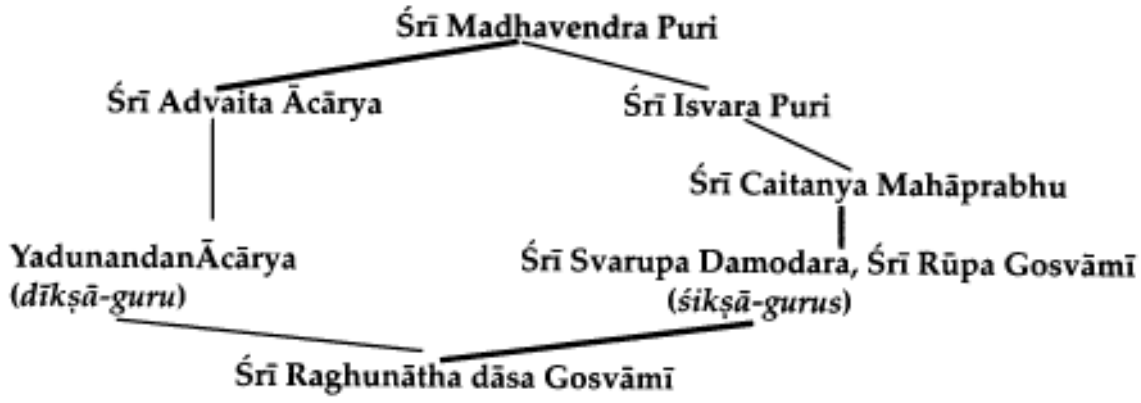 Śrī Madhavendra Puri
Śrī Advaita Ācārya
Śrī Isvara Puri
Śrī Caitanya Mahāprabhu
YadunandanĀcārya
(dīkṣā-guru)
Śrī Svarupa Damodara, Śrī Rūpa Gosvāmī
(śikṣā-gurus)
Śrī Raghunātha dāsa Gosvāmī